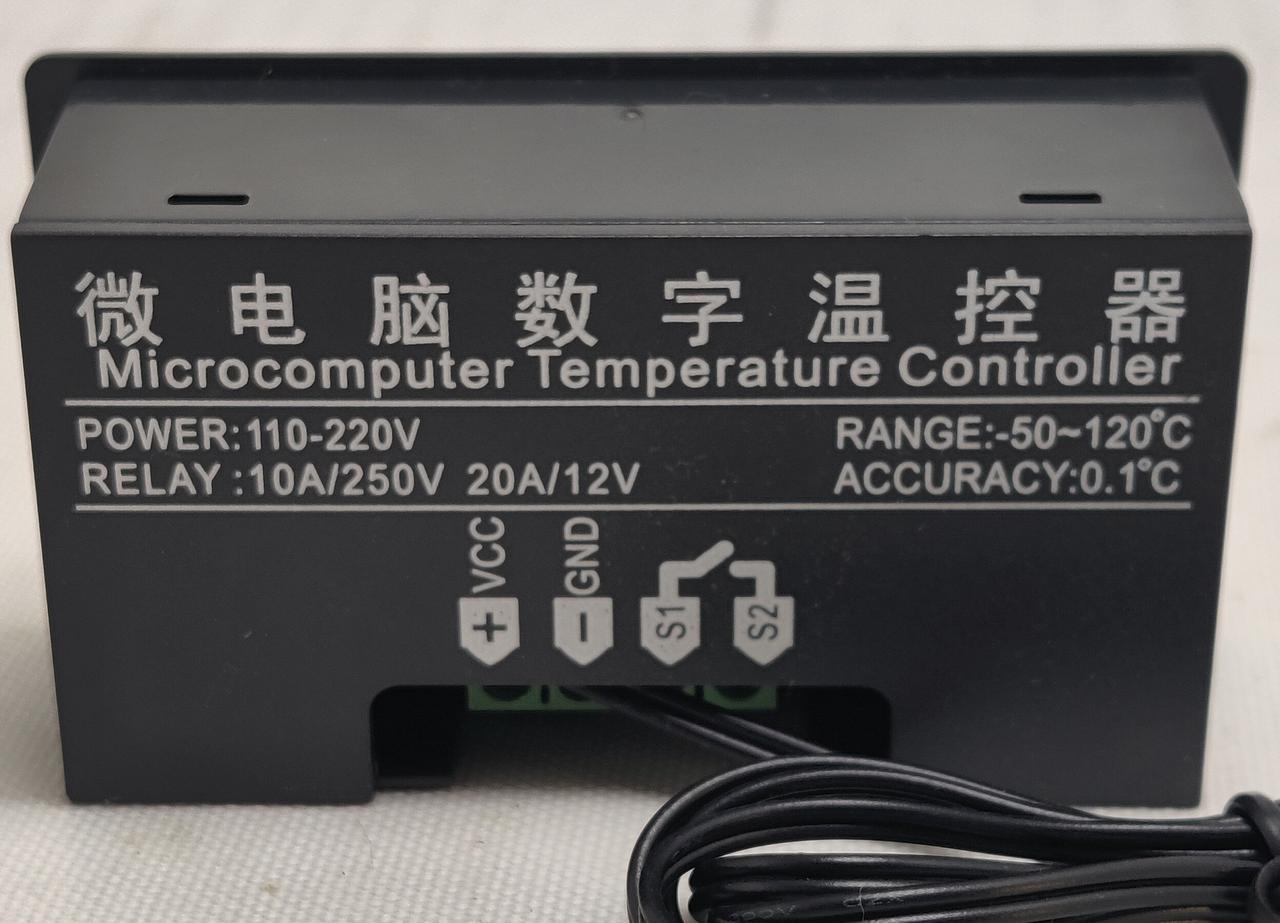 微电脑数字温控器
Microcomputer Temperature Controller
POWER:110-220V
RANGE:-50~120°C
RELAY :10A/250V 20A/12V
ACCURACY:0.1°C
VCC
GND
+
−
S1
S2